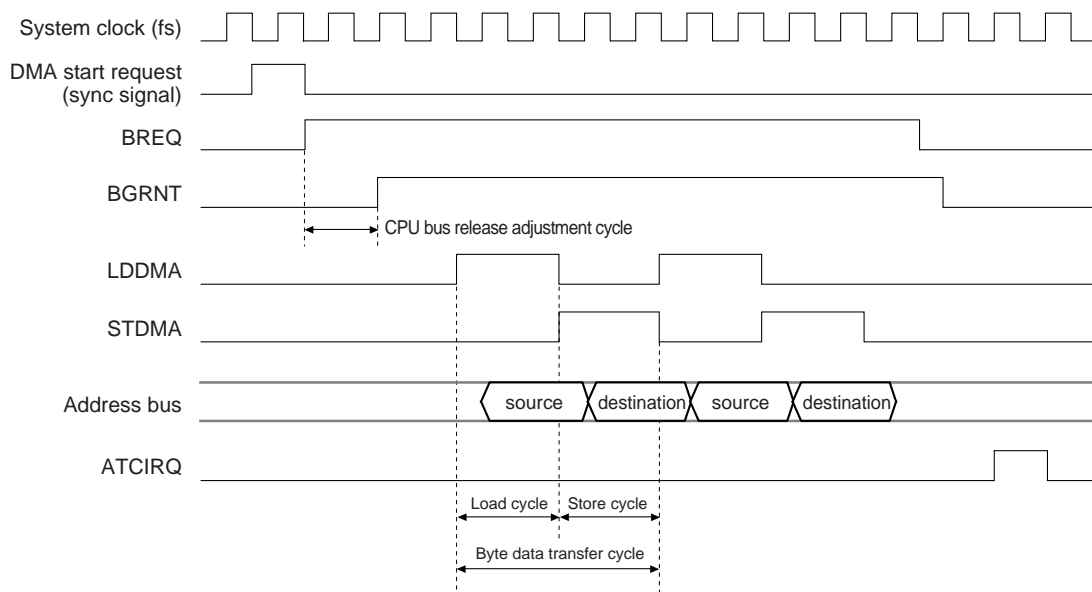 System clock (fs)
DMA start request
(sync signal)
BREQ
BGRNT
CPU bus release adjustment cycle
LDDMA
STDMA
Address bus
source
destination
source
destination
ATCIRQ
Load cycle
Store cycle
Byte data transfer cycle